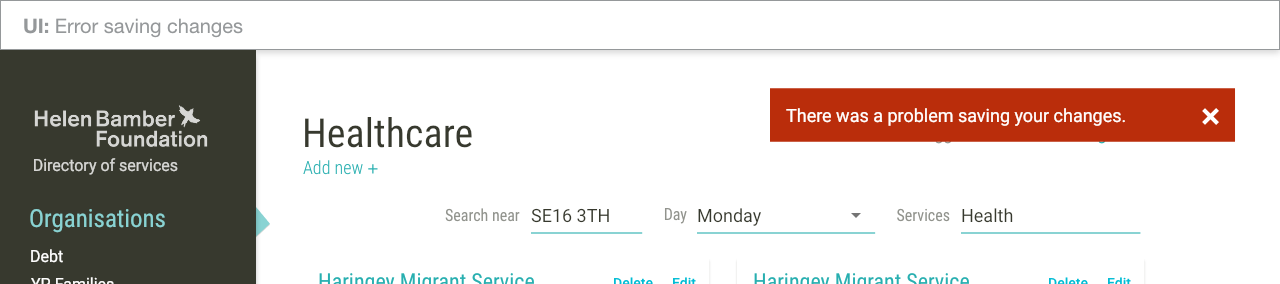 UI: Error saving changes
Helen Bamber
Foundation
Directory of services
Organisations
Debt
YP Families
Healthcare
Add new +
There was a problem saving your changes.
Search near SE16 3TH Day Monday Services Health
Haringey Migrant Service Delete Edit Haringey Migrant Service Delete Edit